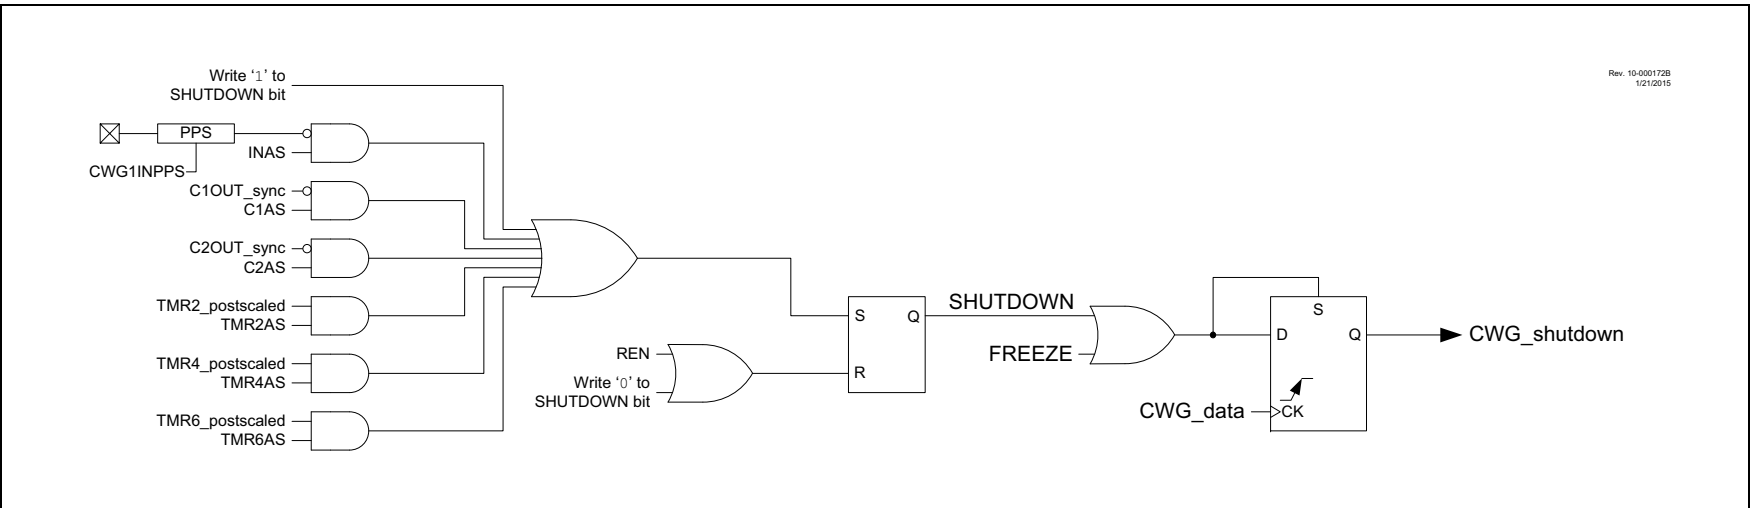 Rev. 10-000172B
1/21/2015
Write ‘1’ to
SHUTDOWN bit
PPS
INAS
CWG1INPPS
C1OUT_sync
C1AS
C2OUT_sync
C2AS
TMR2_postscaled
TMR2AS
TMR4_postscaled
TMR4AS
TMR6_postscaled
TMR6AS
REN
Write ‘0’ to
SHUTDOWN bit
S
Q
R
SHUTDOWN
FREEZE
S
D
Q
CK
CWG_data
CWG_shutdown